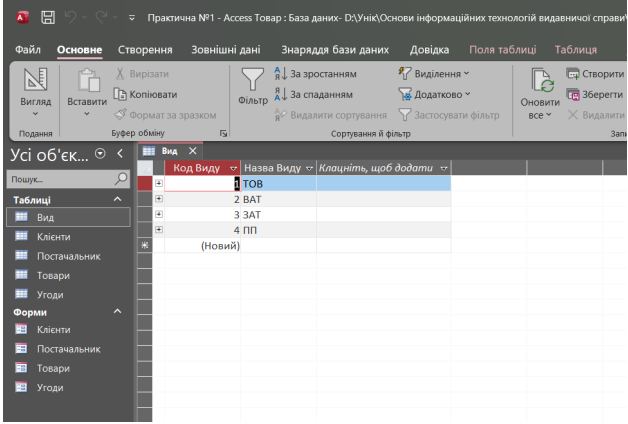 Практична №1 - Access Товар : База даних- D:\Унік\Основи інформаційних технологій видавничої справи\
Файл Основне Створення Зовнішні дані Знаряддя бази даних Довідка Поля таблиці Таблиця
Вигляд
Подання
Вставити
Вирізати
Копіювати
Формат за зразком
Буфер обміну
Фільтр
За зростанням
За спаданням
Видалити сортування
Виділення
Додатково
Застосувати фільтр
Сортування й фільтр
Оновити все
Створити
Зберегти
Видалити
Запи
Усі об'єк...
Пошук...
Таблиці
Вид
Клієнти
Постачальник
Товари
Угоди
Форми
Клієнти
Постачальник
Товари
Угоди
Вид
Код Виду Назва Виду Клацніть, щоб додати
1 ТОВ
2 ВАТ
3 ЗАТ
4 ПП
(Новий)